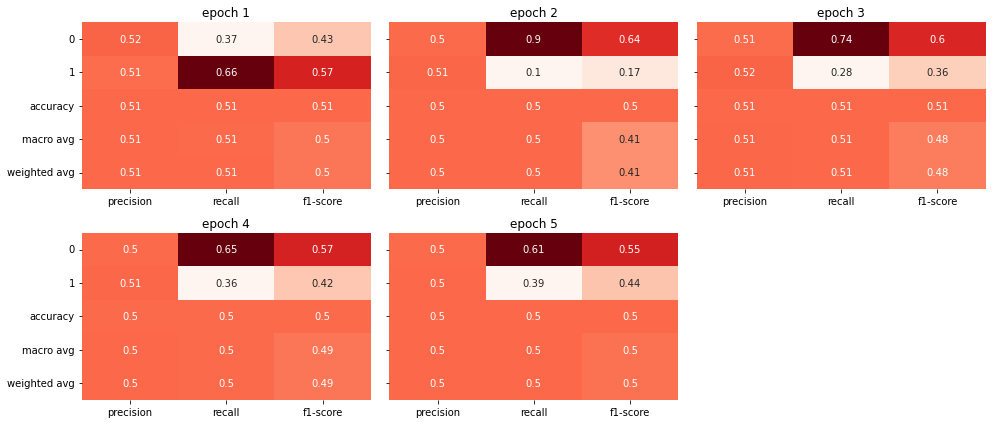 epoch 1 epoch 2 epoch 3
0 0.52 0.37 0.43 0.5 0.9 0.64 0.51 0.74 0.6
1 0.51 0.66 0.57 0.51 0.1 0.17 0.52 0.28 0.36
accuracy 0.51 0.51 0.51 0.5 0.5 0.5 0.51 0.51 0.51
macro avg 0.51 0.51 0.5 0.5 0.5 0.41 0.51 0.51 0.48
weighted avg 0.51 0.51 0.5 0.5 0.5 0.41 0.51 0.51 0.48
precision recall f1-score precision recall f1-score precision recall f1-score
epoch 4 epoch 5
0 0.5 0.65 0.57 0.5 0.61 0.55
1 0.51 0.36 0.42 0.5 0.39 0.44
accuracy 0.5 0.5 0.5 0.5 0.5 0.5
macro avg 0.5 0.5 0.49 0.5 0.5 0.5
weighted avg 0.5 0.5 0.49 0.5 0.5 0.5
precision recall f1-score precision recall f1-score